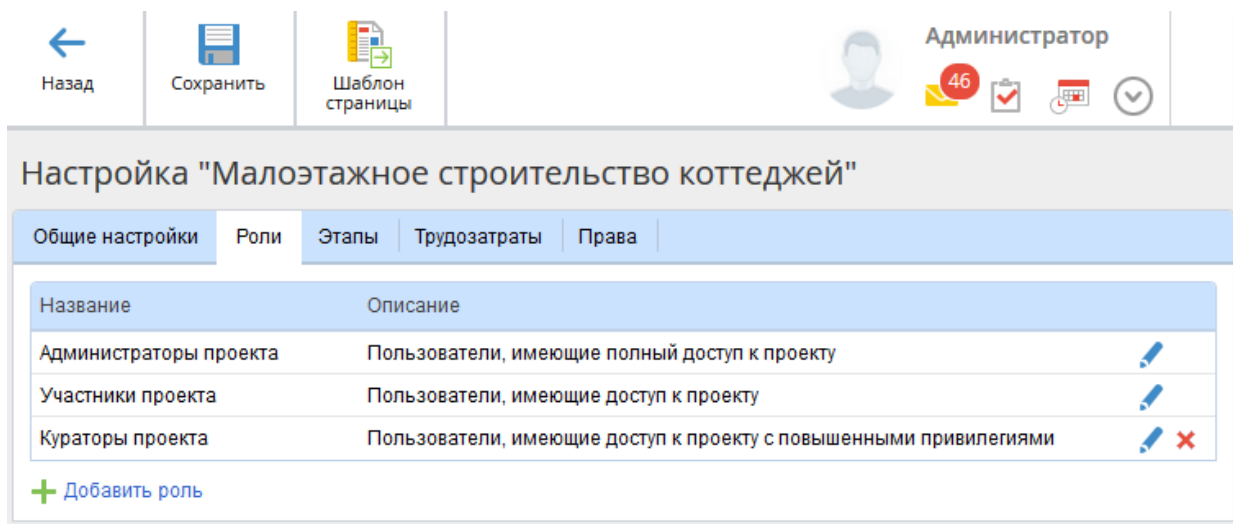 Назад
Сохранить
Шаблон
страницы
Администратор
46
Настройка "Малоэтажное строительство коттеджей"
Общие настройки Роли Этапы Трудозатраты Права
Название Описание
Администраторы проекта Пользователи, имеющие полный доступ к проекту
Участники проекта Пользователи, имеющие доступ к проекту
Кураторы проекта Пользователи, имеющие доступ к проекту с повышенными привилегиями
Добавить роль